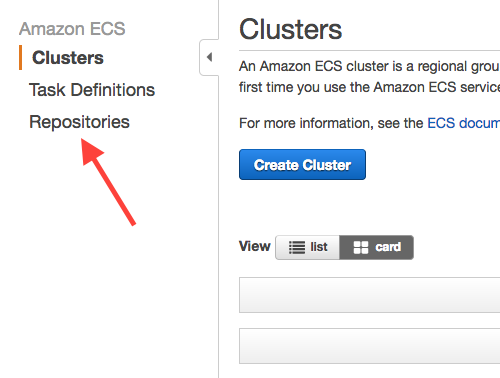 Amazon ECS
Clusters
Task Definitions
Repositories
Clusters
An Amazon ECS cluster is a regional grou
first time you use the Amazon ECS service
For more information, see the ECS docum
Create Cluster
View list card